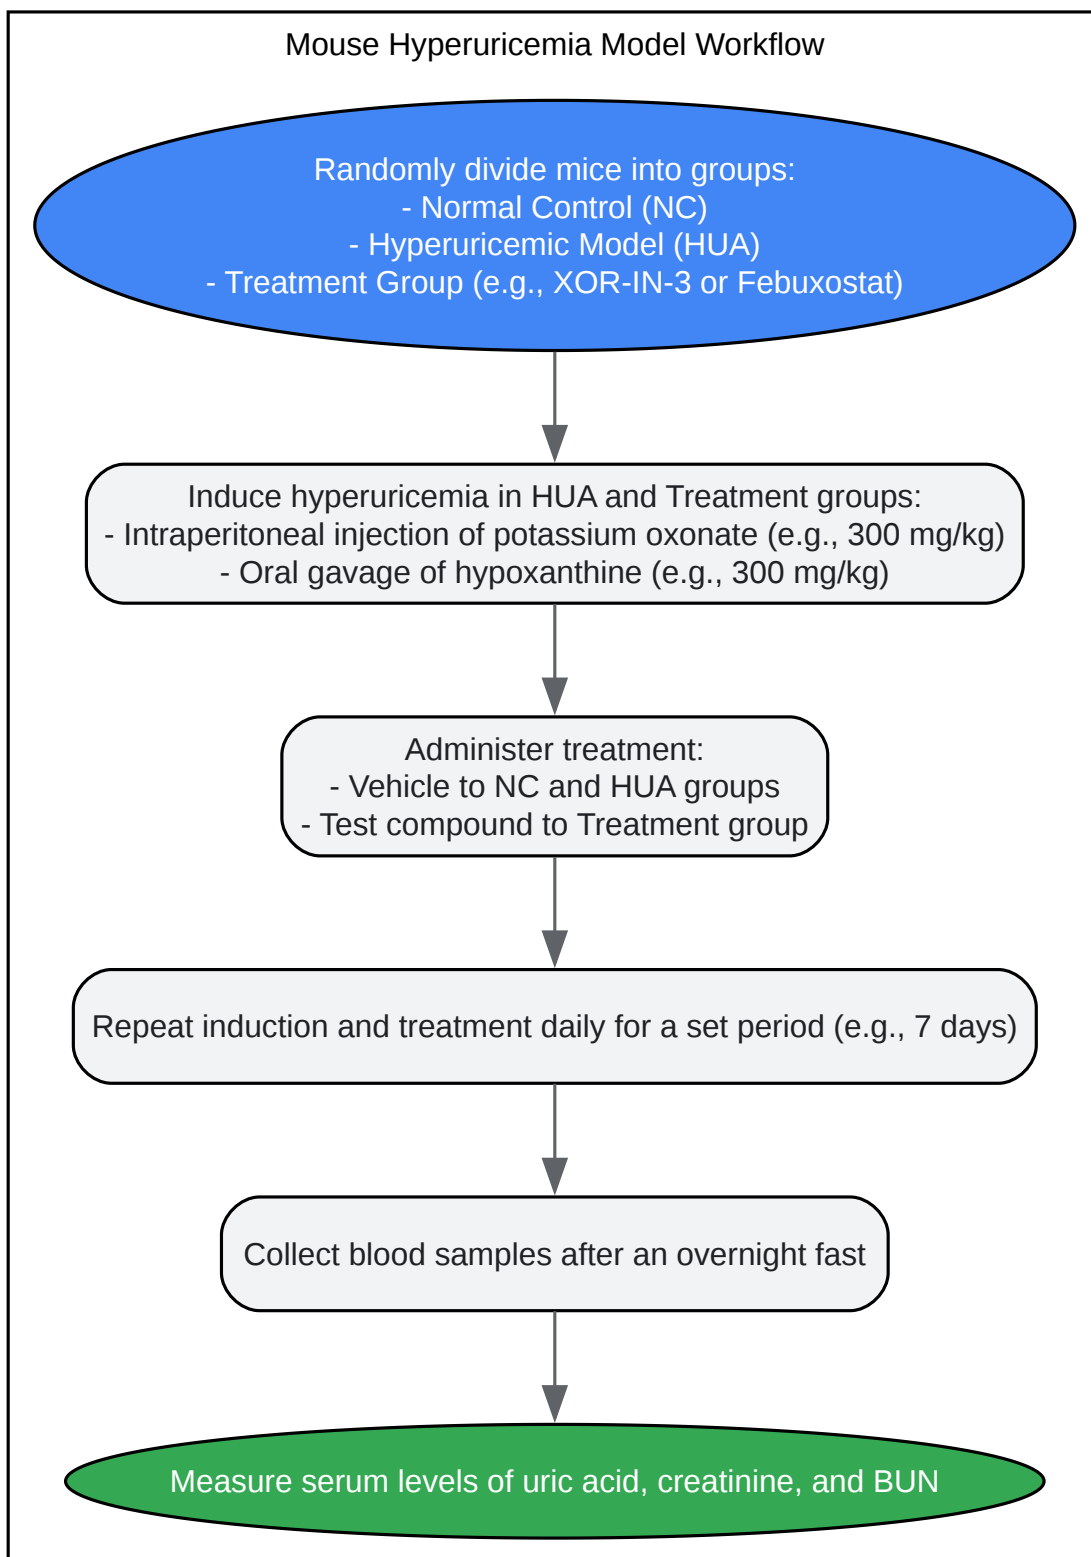 Mouse Hyperuricemia Model Workflow
Randomly divide mice into groups:
- Normal Control (NC)
- Hyperuricemic Model (HUA)
- Treatment Group (e.g., XOR-IN-3 or Febuxostat)
Induce hyperuricemia in HUA and Treatment groups:
- Intraperitoneal injection of potassium oxonate (e.g., 300 mg/kg)
- Oral gavage of hypoxanthine (e.g., 300 mg/kg)
Administer treatment:
- Vehicle to NC and HUA groups
- Test compound to Treatment group
Repeat induction and treatment daily for a set period (e.g., 7 days)
Collect blood samples after an overnight fast
Measure serum levels of uric acid, creatinine, and BUN